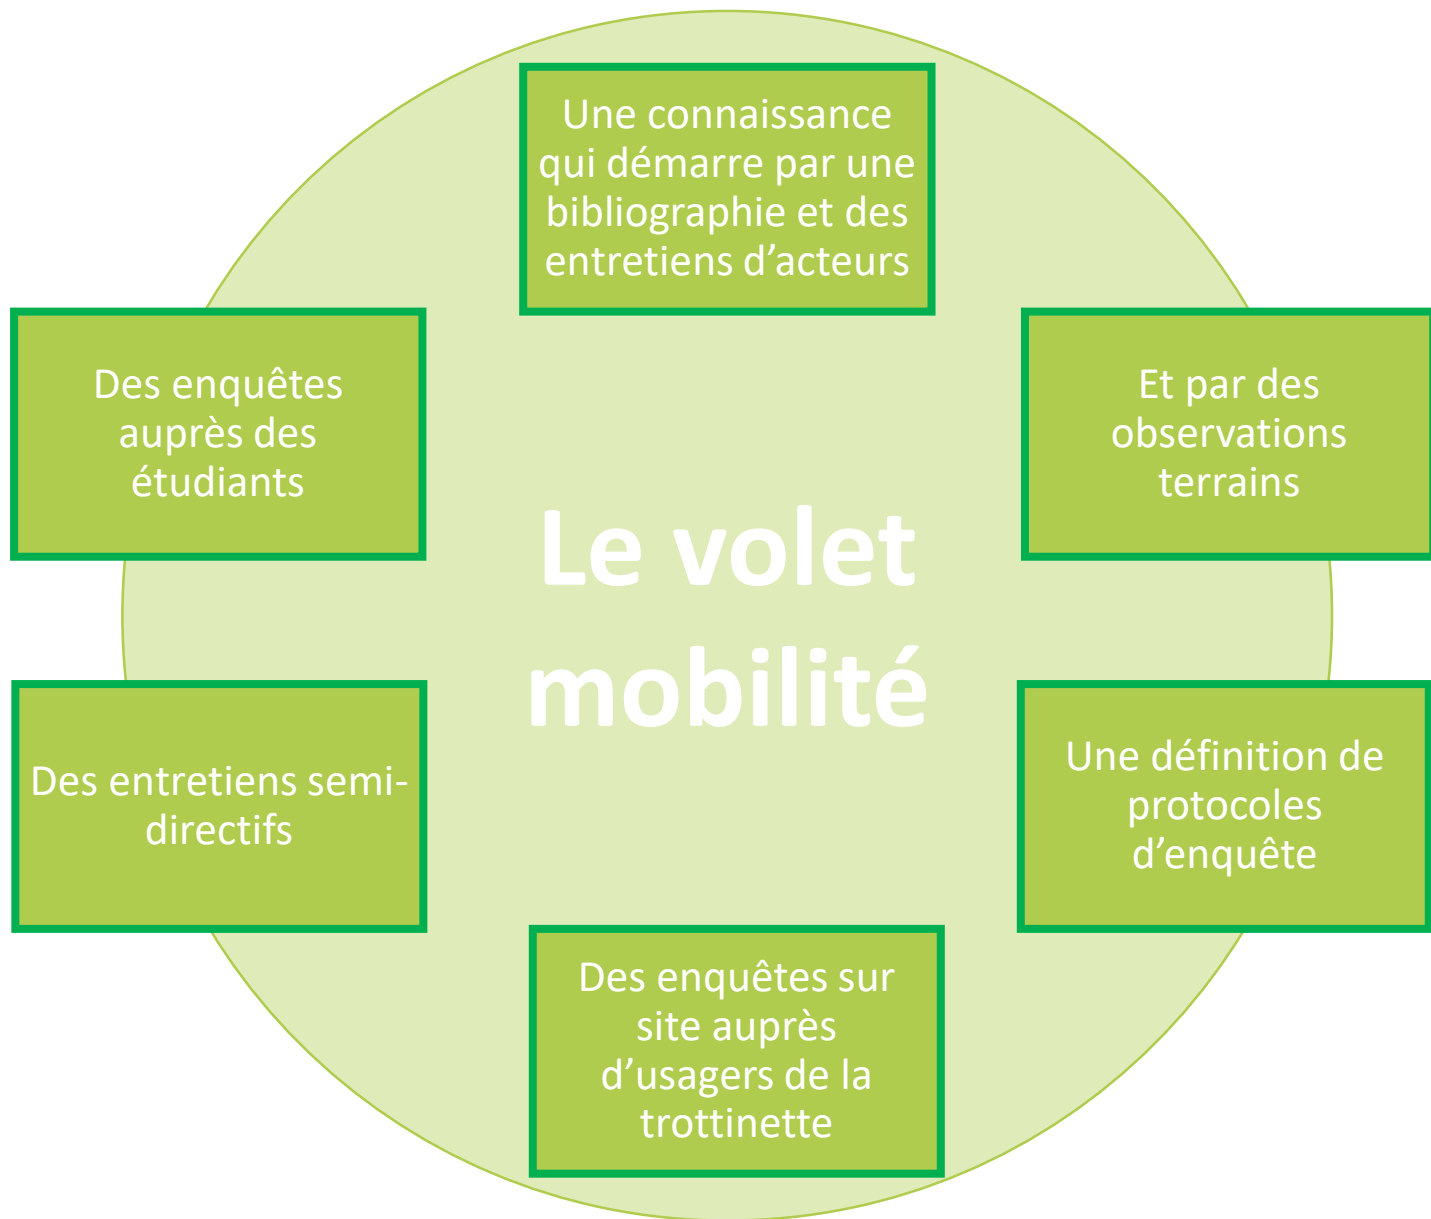 Une connaissance
qui démarre par une
bibliographie et des
entretiens d’acteurs
Et par des
observations
terrains
Une définition de
protocoles
d’enquête
Des enquêtes sur
site auprès
d’usagers de la
trottinette
Des entretiens semi-
directifs
Des enquêtes
auprès des
étudiants
Le volet
mobilité